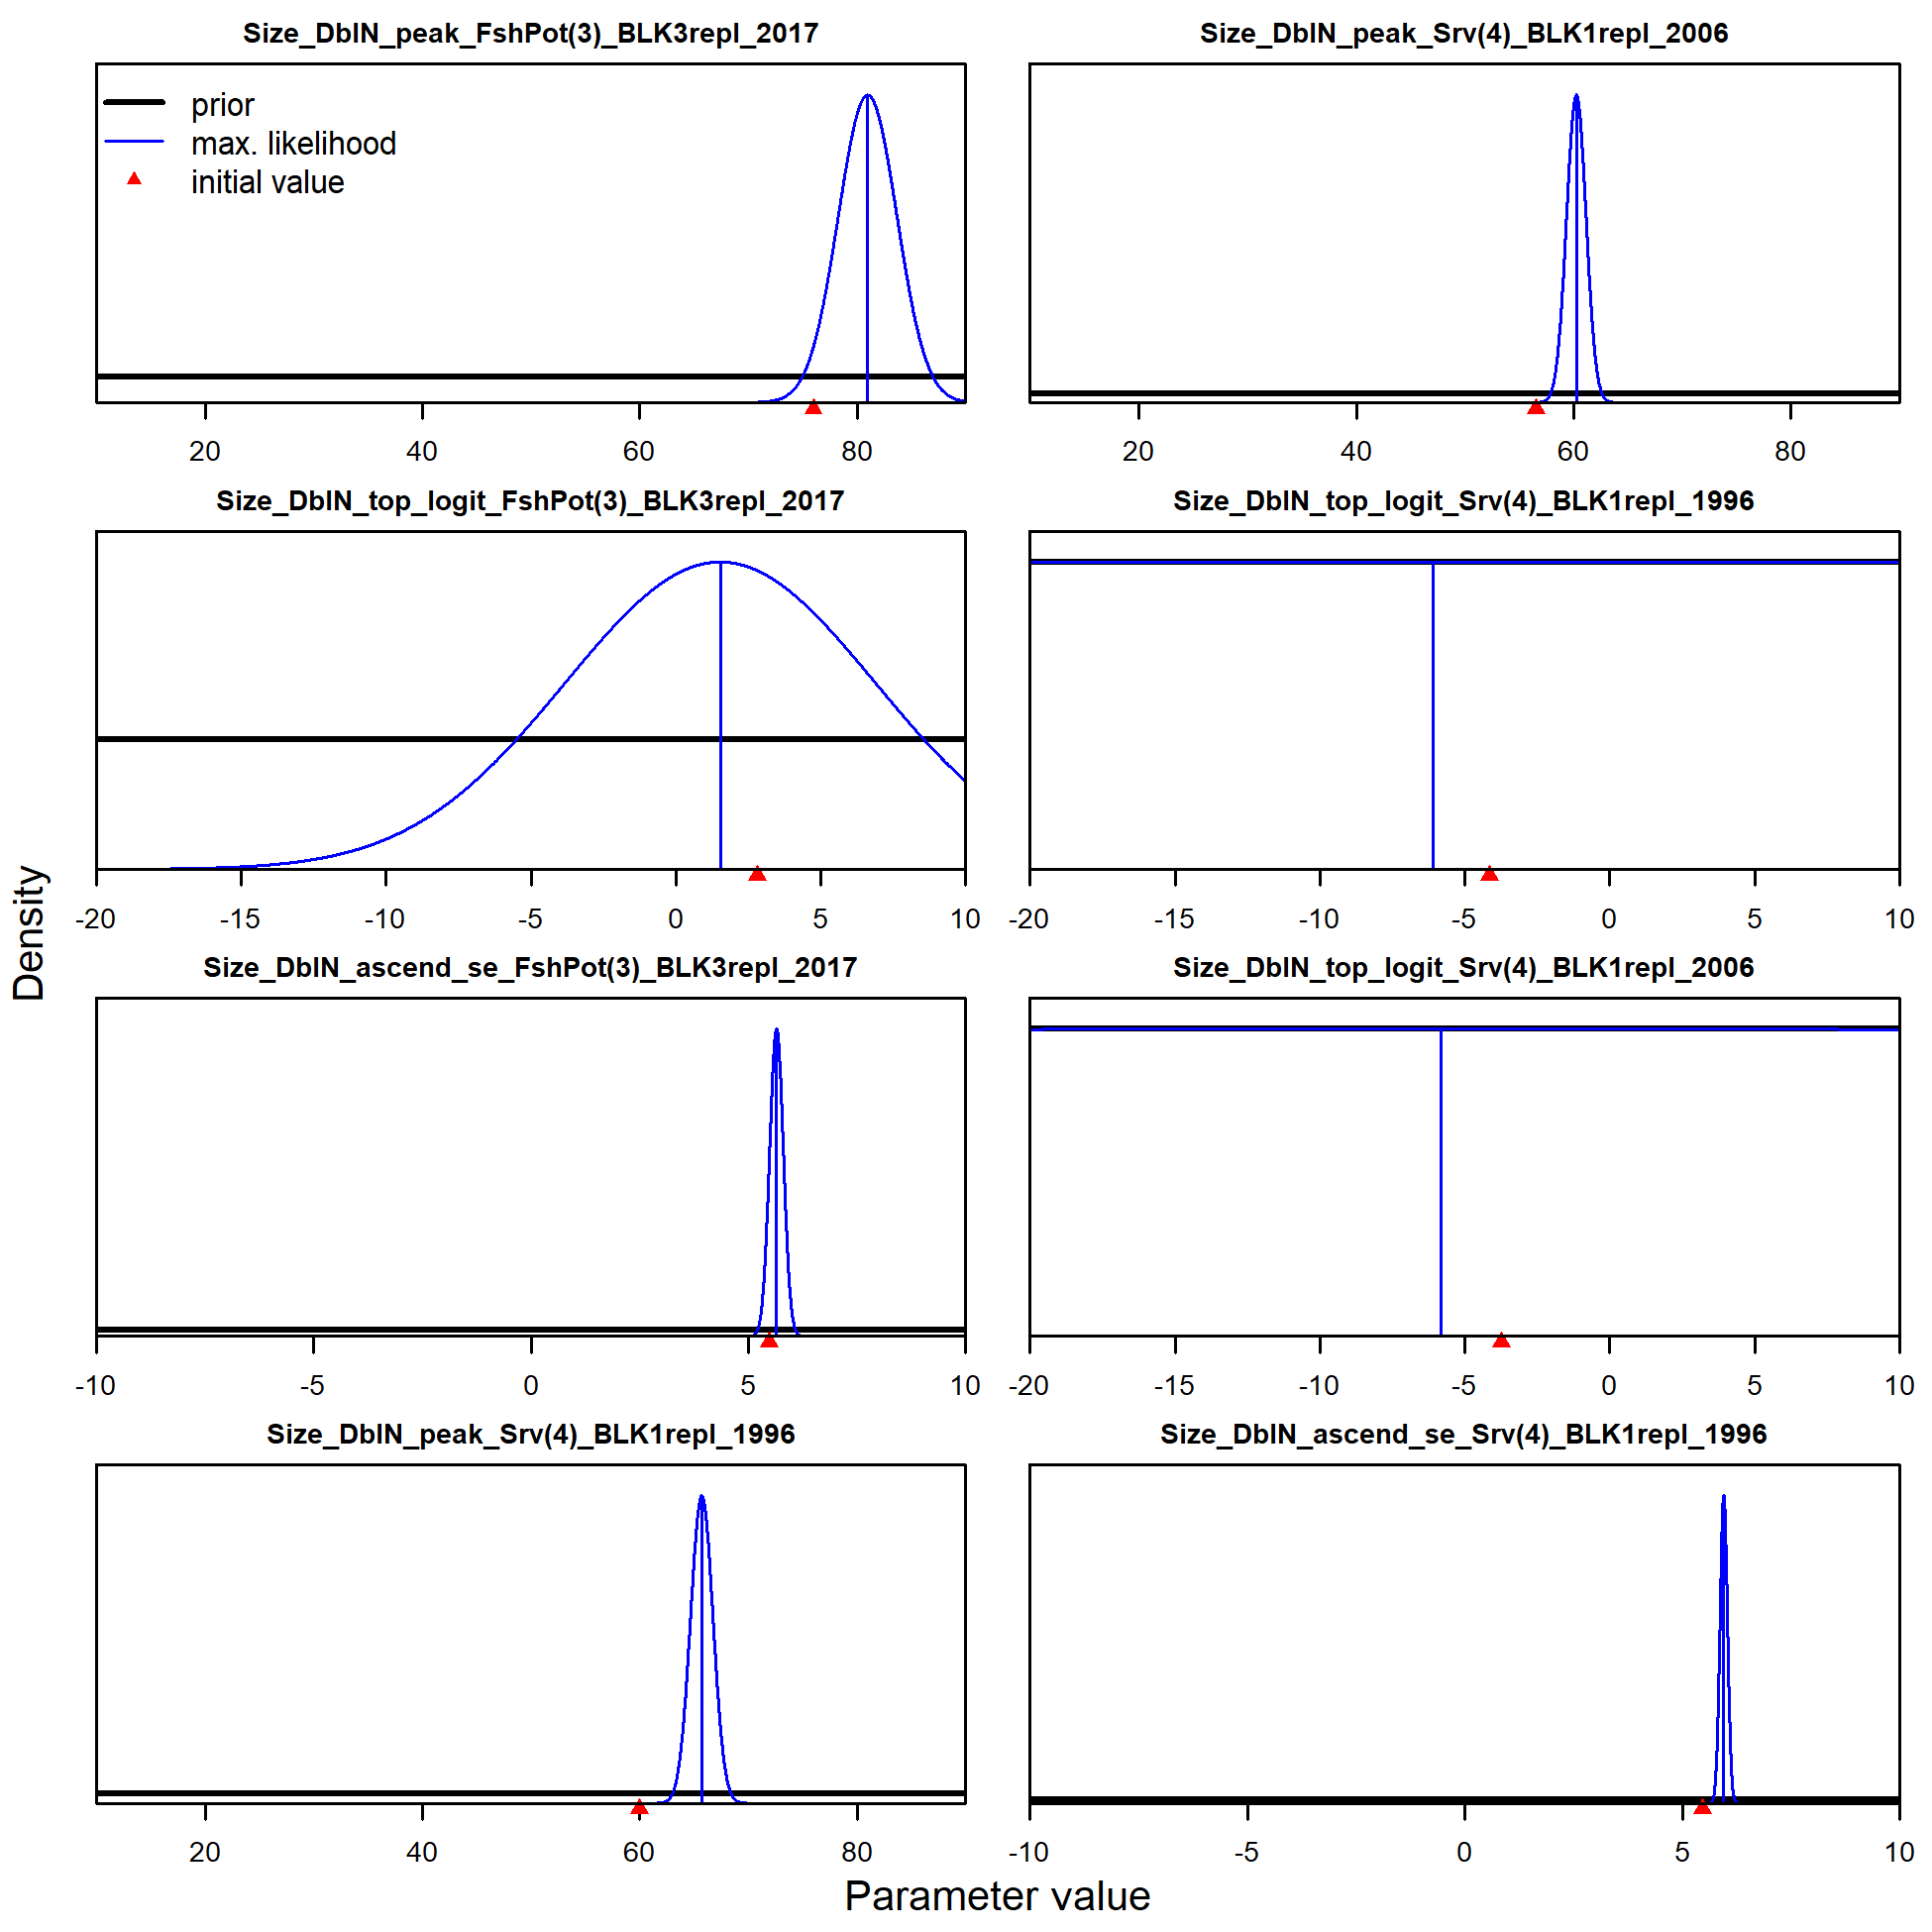 Size_DblN_peak_FshPot(3)_BLK3repl_2017
prior
max. likelihood
initial value
20 40 60 80
Size_DblN_peak_Srv(4)_BLK1repl_2006
20 40 60 80
Size_DblN_top_logit_FshPot(3)_BLK3repl_2017
-20 -15 -10 -5 0 5 10
Size_DblN_top_logit_Srv(4)_BLK1repl_1996
-20 -15 -10 -5 0 5 10
Size_DblN_ascend_se_FshPot(3)_BLK3repl_2017
-10 -5 0 5 10
Size_DblN_top_logit_Srv(4)_BLK1repl_2006
-20 -15 -10 -5 0 5 10
Size_DblN_peak_Srv(4)_BLK1repl_1996
20 40 60 80
Size_DblN_ascend_se_Srv(4)_BLK1repl_1996
-10 -5 0 5 10
Density
Parameter value